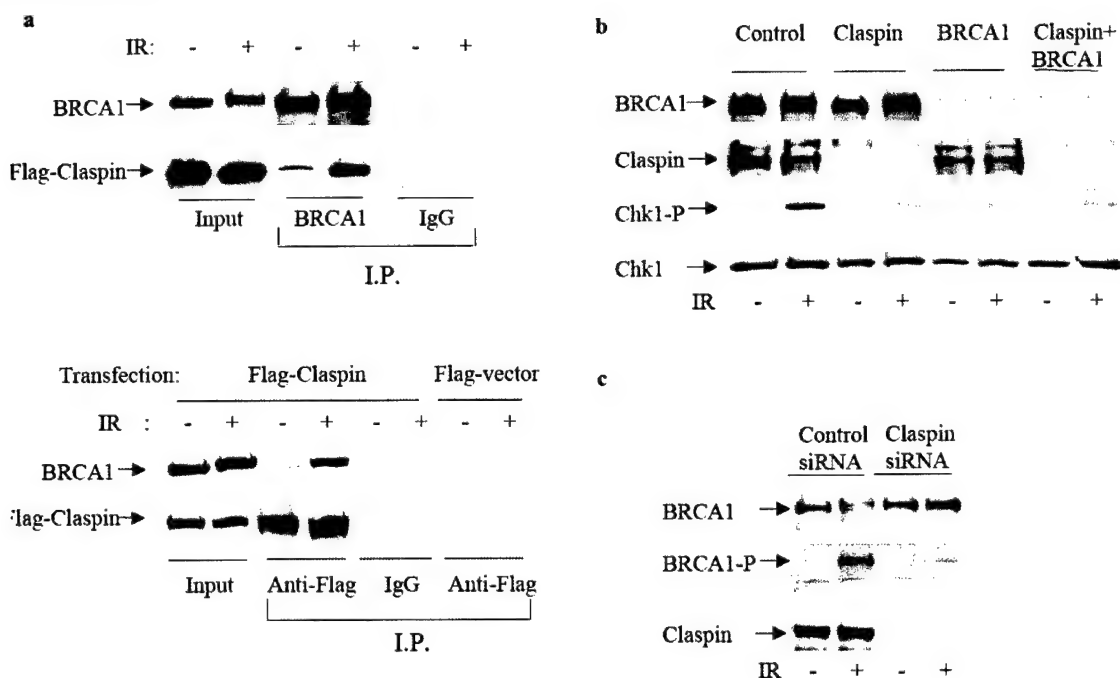 a
IR: - + - + - +
BRCA1
Flag-Claspin
Input BRCA1 IgG
I.P.
Transfection: Flag-Claspin Flag-vector
IR : - + - + - + - +
BRCA1
lag-Claspin
Input Anti-Flag IgG Anti-Flag
I.P.
b
Control Claspin BRCA1 Claspin+
BRCA1
BRCA1
Claspin
Chk1-P
Chk1
IR - + - + - + - +
c
Control Claspin
siRNA siRNA
BRCA1
BRCA1-P
Claspin
IR - + - +